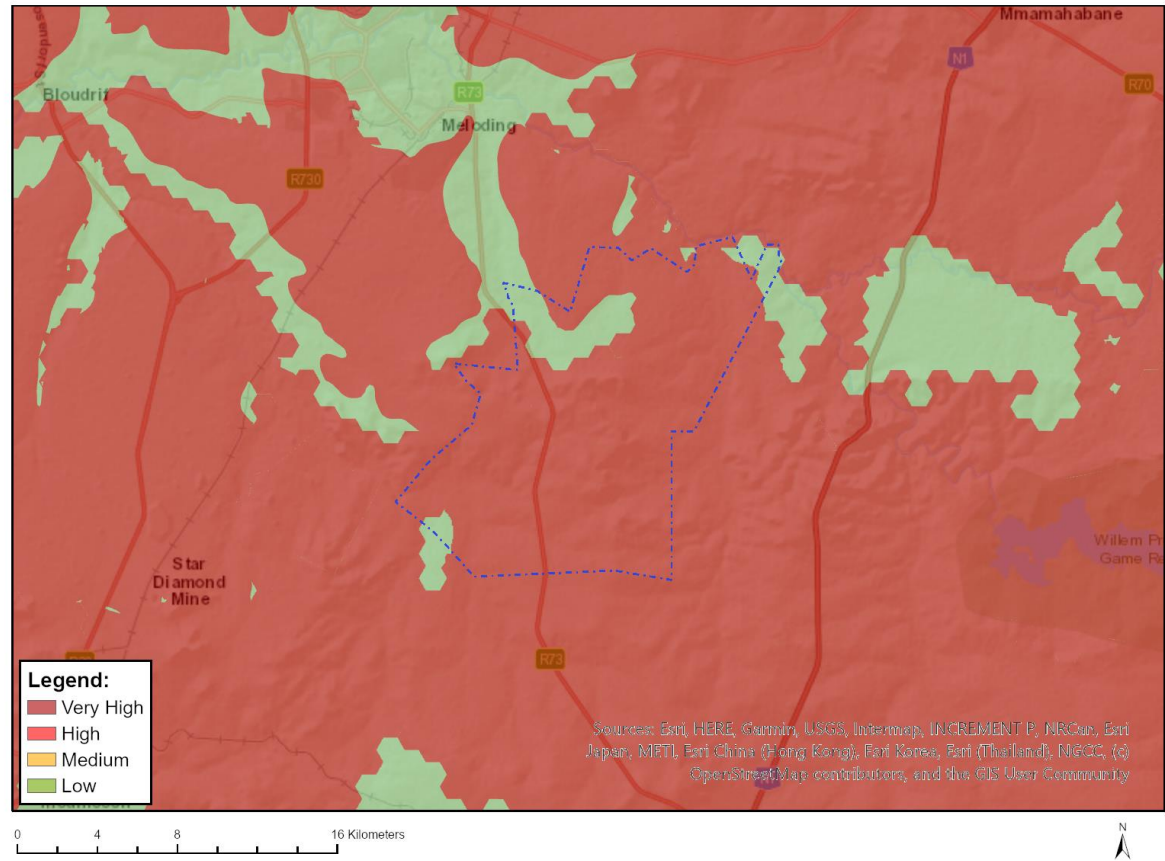 Mmamahabane
N1
R70
R73
Bloudrif
Meloding
R730
Willem Pr
Game Re
Star
Diamond
Mine
R73
Legend:
Very High
High
Medium
Low
Sources: Esri, HERE, Garmin, USGS, Intermap, INCREMENT P, NRCan, Esri
Japan, METI, Esri China (Hong Kong), Esri Korea, Esri (Thailand), NGCC, (c)
OpenStreetMap contributors, and the GIS User Community
0 4 8 16 Kilometers
N